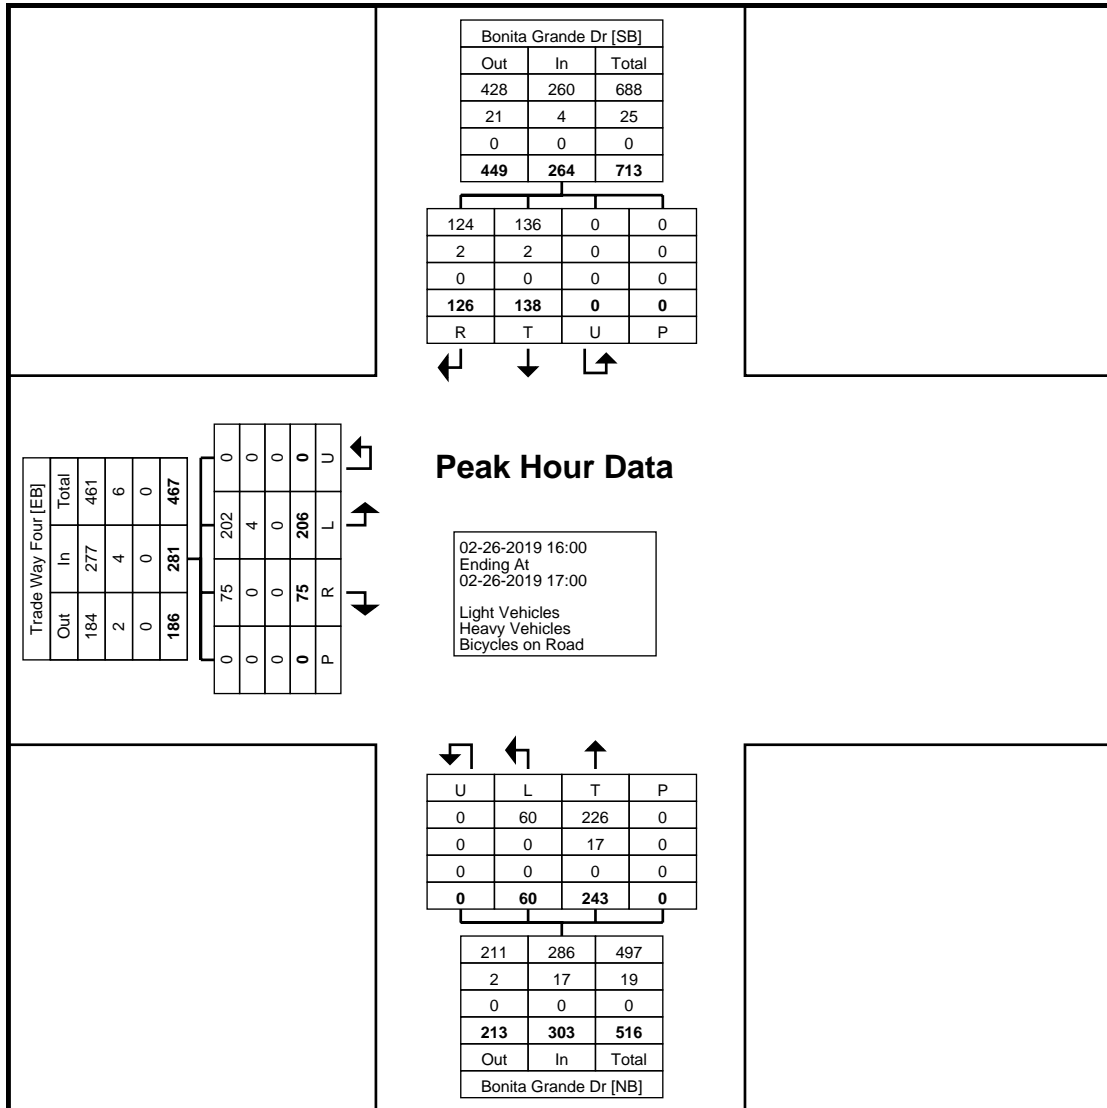 Bonita Grande Dr [SB]
Out In Total
428 260 688
21 4 25
0 0 0
449 264 713
124 136 0 0
2 2 0 0
0 0 0 0
126 138 0 0
R T U P
Peak Hour Data
Trade Way Four [EB]
Out In Total
184 277 461
2 4 6
0 0 0
186 281 467
0 75 202 0
0 0 4 0
0 0 0 0
0 75 206 0
P R L U
02-26-2019 16:00
Ending At
02-26-2019 17:00
Light Vehicles
Heavy Vehicles
Bicycles on Road
U L T P
0 60 226 0
0 0 17 0
0 0 0 0
0 60 243 0
211 286 497
2 17 19
0 0 0
213 303 516
Out In Total
Bonita Grande Dr [NB]